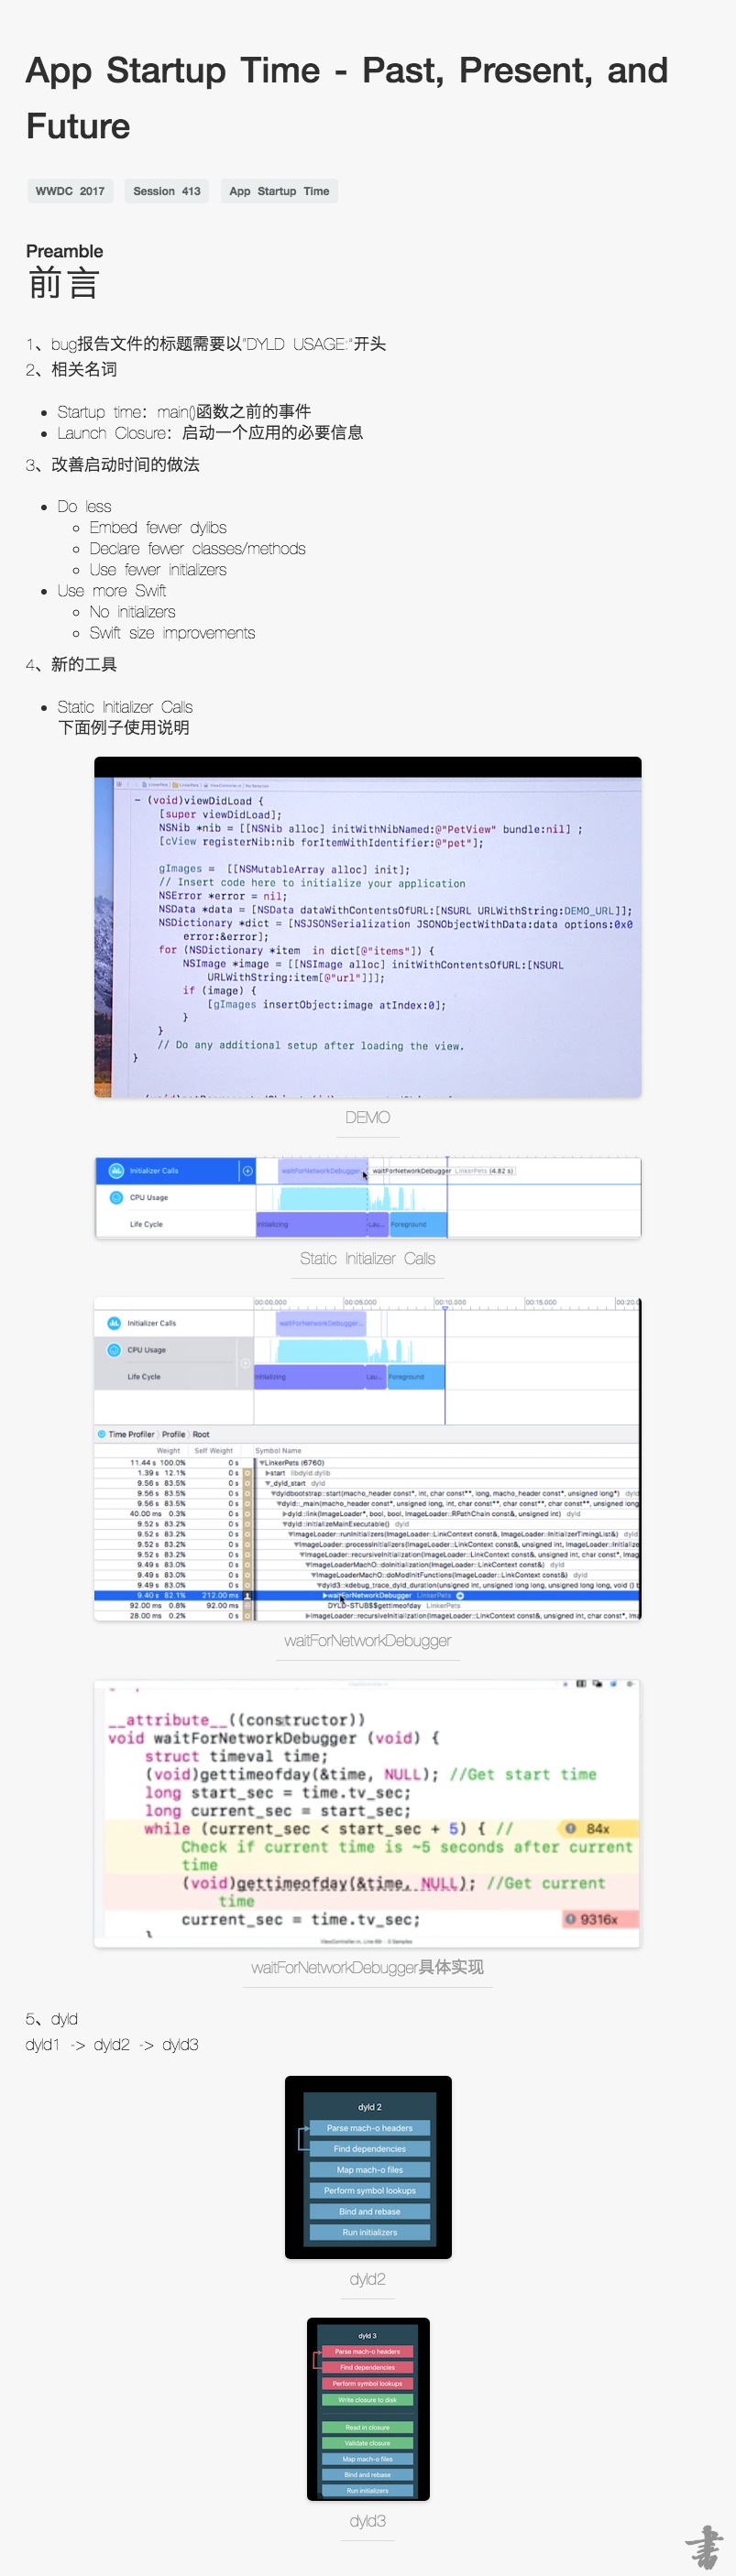 App Startup Time - Past, Present, and
Future
WWDC 2017
Session 413
App Startup Time
Preamble
前言
1、bug报告文件的标题需要以"DYLD USAGE:"开头
2、相关名词
Startup time：main()函数之前的事件
Launch Closure：启动一个应用的必要信息
3、改善启动时间的做法
Do less
Embed fewer dylibs
Declare fewer classes/methods
Use fewer initializers
Use more Swift
No initializers
Swift size improvements
4、新的工具
Static Initializer Calls
下面例子使用说明
- (void)viewDidLoad {
[super viewDidLoad];
NSNib *nib = [[NSNib alloc] initWithNibNamed:@"PetView" bundle:nil] ;
[cView registerNib:nib forItemWithIdentifier:@"pet"];
gImages = [[NSMutableArray alloc] init];
// Insert code here to initialize your application
NSError *error = nil;
NSData *data = [NSData dataWithContentsOfURL:[NSURL URLWithString:DEMO_URL]];
NSDictionary *dict = [NSJSONSerialization JSONObjectWithData:data options:0x0
error:&error];
for (NSDictionary *item in dict[@"items"]) {
NSImage *image = [[NSImage alloc] initWithContentsOfURL:[NSURL
URLWithString:item[@"url"]]];
if (image) {
[gImages insertObject:image atIndex:0];
}
}
// Do any additional setup after loading the view.
}
DEMO
Initializer Calls
waitForNetworkDebugger
waitForNetworkDebugger LinkerPets (4.82 s)
CPU Usage
Life Cycle
Initializing
Lau...
Foreground
Static Initializer Calls
00:00.000 00:05.000 00:10.000 00:15.000 00:20.0
Initializer Calls
waitForNetworkDebugger...
CPU Usage
Life Cycle
Initializing
Lau...
Foreground
Time Profiler Profile Root
Weight Self Weight Symbol Name
11.44 s 100.0% 0 s ▼LinkerPets (6760)
1.39 s 12.1% 0 s ▶start libdyld.dylib
9.56 s 83.5% 0 s ▼_dyld_start dyld
9.56 s 83.5% 0 s ▼dyldbootstrap::start(macho_header const*, int, char const**, long, macho_header const*, unsigned long*) dyld
9.56 s 83.5% 0 s ▼dyld::_main(macho_header const*, unsigned long, int, char const**, char const**, char const**, unsigned long
40.00 ms 0.3% 0 s ▶dyld::link(ImageLoader*, bool, bool, ImageLoader::RPathChain const&, unsigned int) dyld
9.52 s 83.2% 0 s ▼dyld::initializeMainExecutable() dyld
9.52 s 83.2% 0 s ▼ImageLoader::runInitializers(ImageLoader::LinkContext const&, ImageLoader::InitializerTimingList&) dyld
9.52 s 83.2% 0 s ▼ImageLoader::processInitializers(ImageLoader::LinkContext const&, unsigned int, ImageLoader::Initialize
9.52 s 83.2% 0 s ▼ImageLoader::recursiveInitialization(ImageLoader::LinkContext const&, unsigned int, char const*, Imag
9.49 s 83.0% 0 s ▼ImageLoaderMachO::doInitialization(ImageLoader::LinkContext const&) dyld
9.49 s 83.0% 0 s ▼ImageLoaderMachO::doModInitFunctions(ImageLoader::LinkContext const&) dyld
9.49 s 83.0% 0 s ▼dyld3::kdebug_trace_dyld_duration(unsigned int, unsigned long long, unsigned long long, void () b
9.40 s 82.1% 212.00 ms ▶waitForNetworkDebugger LinkerPets
92.00 ms 0.8% 92.00 ms DYLD-STUB$$gettimeofday LinkerPets
28.00 ms 0.2% 0 s ▶ImageLoader::recursiveInitialization(ImageLoader::LinkContext const&, unsigned int, char const*, Im
waitForNetworkDebugger
__attribute__((constructor))
void waitForNetworkDebugger (void) {
struct timeval time;
(void)gettimeofday(&time, NULL); //Get start time
long start_sec = time.tv_sec;
long current_sec = start_sec;
while (current_sec < start_sec + 5) { // 84x
Check if current time is ~5 seconds after current
time
(void)gettimeofday(&time, NULL); //Get current
time
current_sec = time.tv_sec; 9316x
}
waitForNetworkDebugger具体实现
5、dyld
dyld1 -> dyld2 -> dyld3
dyld 2
Parse mach-o headers
Find dependencies
Map mach-o files
Perform symbol lookups
Bind and rebase
Run initializers
dyld2
dyld 3
Parse mach-o headers
Find dependencies
Perform symbol lookups
Write closure to disk
Read in closure
Validate closure
Map mach-o files
Bind and rebase
Run initializers
dyld3
書